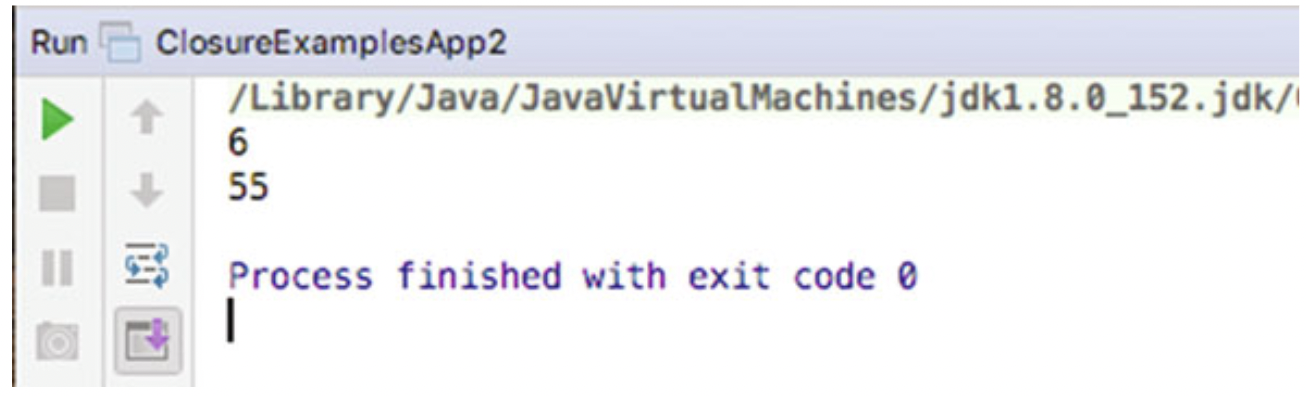 Run ClosureExamplesApp2
/Library/Java/JavaVirtualMachines/jdk1.8.0_152.jdk/
6
55
Process finished with exit code 0